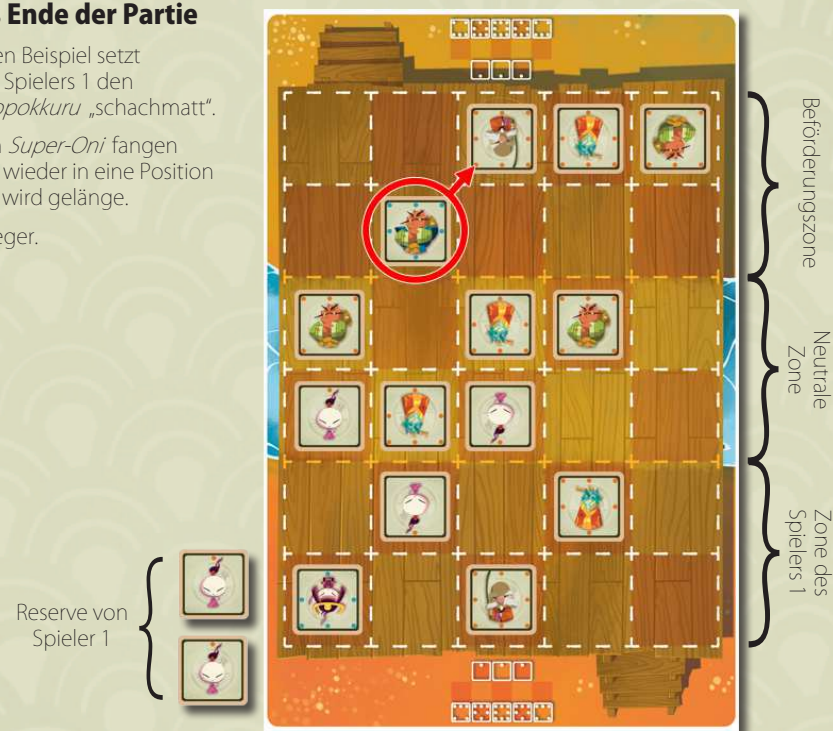 Ende der Partie
en Beispiel setzt
Spielers 1 den
opokkuru „schachmatt“.
Super-Oni fangen
wieder in eine Position
wird gelänge.
eger.
Beförderungszone
Neutrale
Zone
Zone des
Spielers 1
Reserve von
Spieler 1